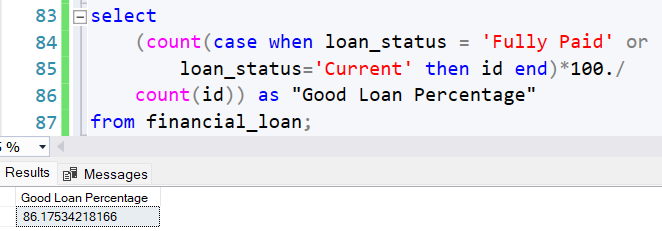 83 select
84 (count(case when loan_status = 'Fully Paid' or
85 loan_status='Current' then id end)*100./
86 count(id)) as "Good Loan Percentage"
87 from financial_loan;
%
Results Messages
Good Loan Percentage
86.17534218166